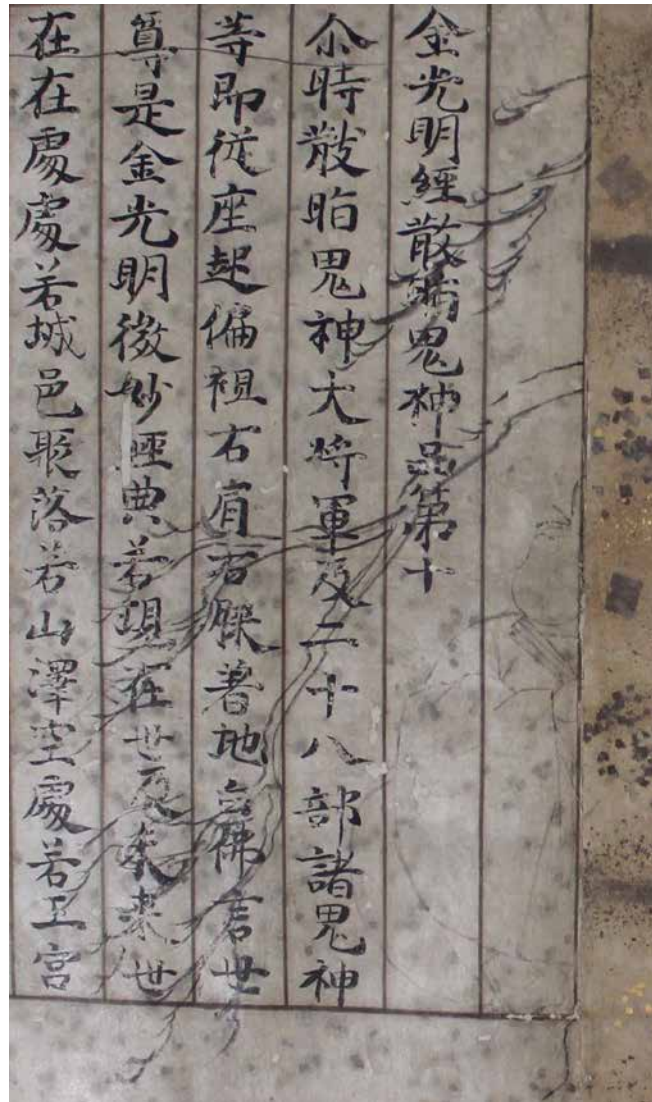 金光明經散脂鬼神品第十
尒時散脂鬼神大將軍及二十八部諸鬼神
等即從座起偏袒右肩右膝著地白佛言世
尊是金光明微妙經典若現在世及未來世
在在處處若城邑聚落若山澤空處若王宮